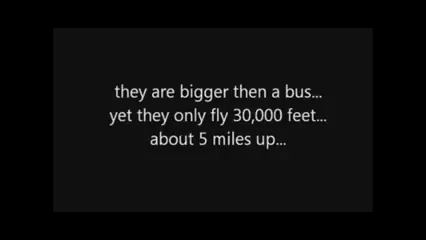 they are bigger then a bus...
yet they only fly 30,000 feet...
about 5 miles up...